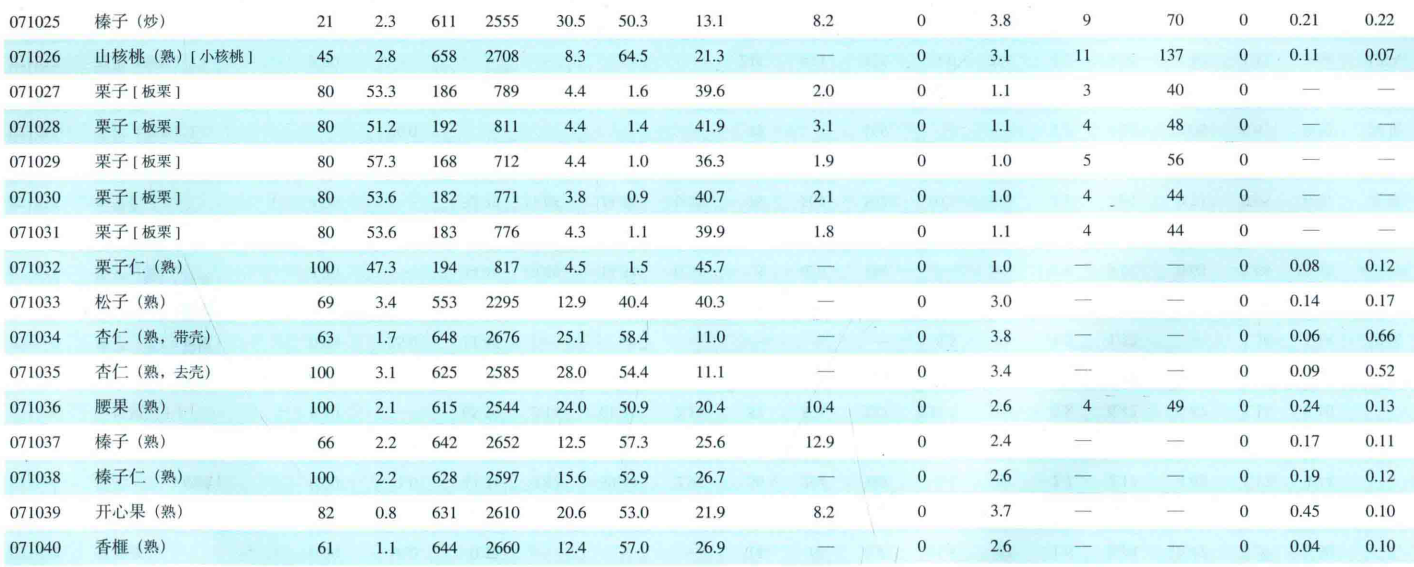 071025 榛子（炒） 21 2.3 611 2555 30.5 50.3 13.1 8.2 0 3.8 9 70 0 0.21 0.22
071026 山核桃（熟）[小核桃] 45 2.8 658 2708 8.3 64.5 21.3 — 0 3.1 11 137 0 0.11 0.07
071027 栗子[板栗] 80 53.3 186 789 4.4 1.6 39.6 2.0 0 1.1 3 40 0 — —
071028 栗子[板栗] 80 51.2 192 811 4.4 1.4 41.9 3.1 0 1.1 4 48 0 — —
071029 栗子[板栗] 80 57.3 168 712 4.4 1.0 36.3 1.9 0 1.0 5 56 0 — —
071030 栗子[板栗] 80 53.6 182 771 3.8 0.9 40.7 2.1 0 1.0 4 44 0 — —
071031 栗子[板栗] 80 53.6 183 776 4.3 1.1 39.9 1.8 0 1.1 4 44 0 — —
071032 栗子仁（熟） 100 47.3 194 817 4.5 1.5 45.7 — 0 1.0 — — 0 0.08 0.12
071033 松子（熟） 69 3.4 553 2295 12.9 40.4 40.3 — 0 3.0 — — 0 0.14 0.17
071034 杏仁（熟，带壳） 63 1.7 648 2676 25.1 58.4 11.0 — 0 3.8 — — 0 0.06 0.66
071035 杏仁（熟，去壳） 100 3.1 625 2585 28.0 54.4 11.1 — 0 3.4 — — 0 0.09 0.52
071036 腰果（熟） 100 2.1 615 2544 24.0 50.9 20.4 10.4 0 2.6 4 49 0 0.24 0.13
071037 榛子（熟） 66 2.2 642 2652 12.5 57.3 25.6 12.9 0 2.4 — — 0 0.17 0.11
071038 榛子仁（熟） 100 2.2 628 2597 15.6 52.9 26.7 — 0 2.6 — — 0 0.19 0.12
071039 开心果（熟） 82 0.8 631 2610 20.6 53.0 21.9 8.2 0 3.7 — — 0 0.45 0.10
071040 香榧（熟） 61 1.1 644 2660 12.4 57.0 26.9 — 0 2.6 — — 0 0.04 0.10